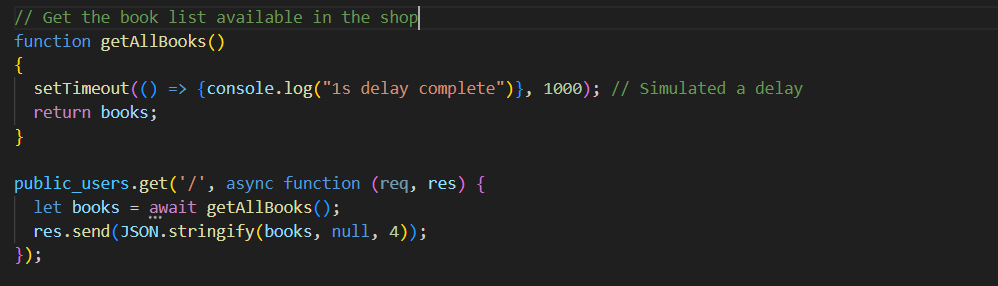 // Get the book list available in the shop
function getAllBooks()
{
  setTimeout(() => {console.log("1s delay complete")}, 1000); // Simulated a delay
  return books;
}

public_users.get('/', async function (req, res) {
  let books = await getAllBooks();
  res.send(JSON.stringify(books, null, 4));
});